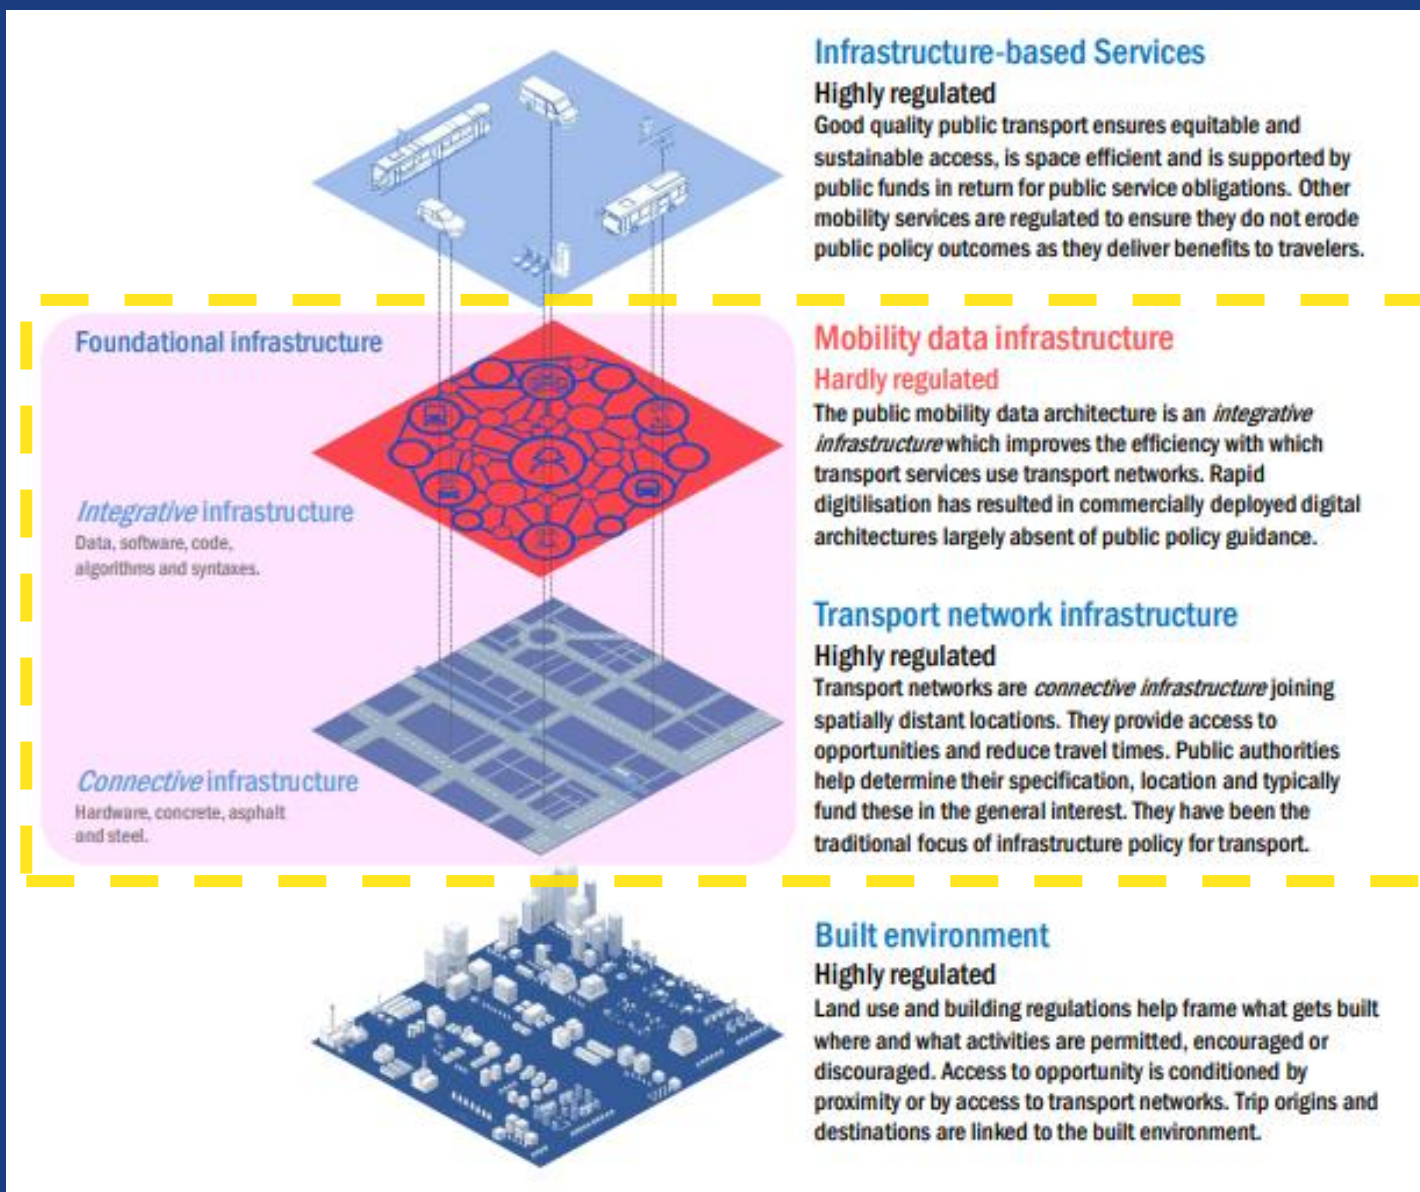 Infrastructure-based Services
Highly regulated
Good quality public transport ensures equitable and
sustainable access, is space efficient and is supported by
public funds in return for public service obligations. Other
mobility services are regulated to ensure they do not erode
public policy outcomes as they deliver benefits to travelers.
Foundational infrastructure
Integrative infrastructure
Data, software, code,
algorithms and syntaxes.
Connective infrastructure
Hardware, concrete, asphalt
and steel.
Mobility data infrastructure
Hardly regulated
The public mobility data architecture is an integrative
infrastructure which improves the efficiency with which
transport services use transport networks. Rapid
digitilisation has resulted in commercially deployed digital
architectures largely absent of public policy guidance.
Transport network infrastructure
Highly regulated
Transport networks are connective infrastructure joining
spatially distant locations. They provide access to
opportunities and reduce travel times. Public authorities
help determine their specification, location and typically
fund these in the general interest. They have been the
traditional focus of infrastructure policy for transport.
Built environment
Highly regulated
Land use and building regulations help frame what gets built
where and what activities are permitted, encouraged or
discouraged. Access to opportunity is conditioned by
proximity or by access to transport networks. Trip origins and
destinations are linked to the built environment.